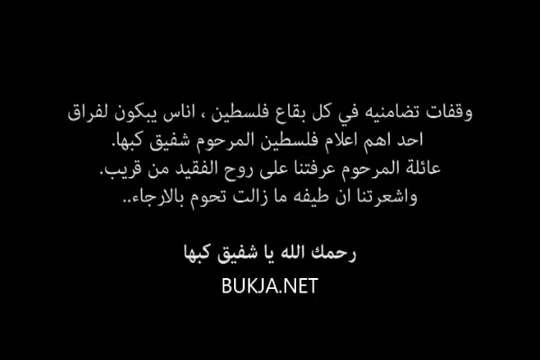 وقفات تضامنيه في كل بقاع فلسطين ، اناس يبكون لفراق
احد اهم اعلام فلسطين المرحوم شفيق كبها.
عائلة المرحوم عرفتنا على روح الفقيد من قريب.
واشعرتنا ان طيفه ما زالت تحوم بالارجاء..
رحمك الله يا شفيق كبها
BUKJA.NET